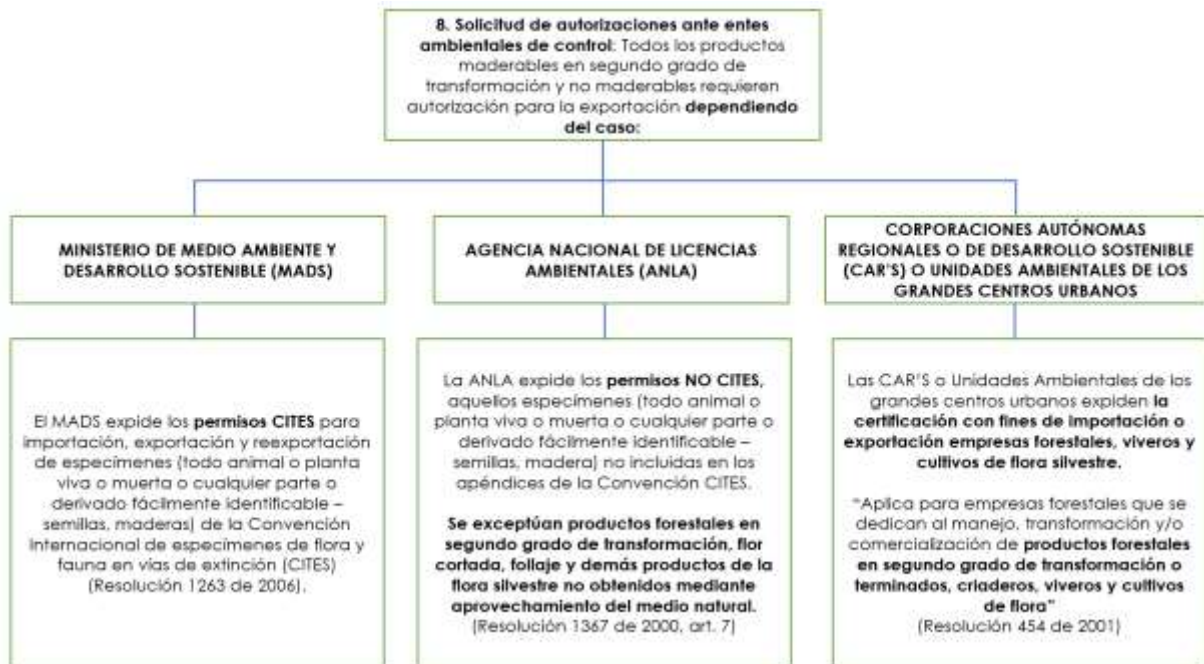 8. Solicitud de autorizaciones ante entes
ambientales de control: Todos los productos
maderables en segundo grado de
transformación y no maderables requieren
autorización para la exportación dependiendo
del caso:
MINISTERIO DE MEDIO AMBIENTE Y
DESARROLLO SOSTENIBLE (MADS)
AGENCIA NACIONAL DE LICENCIAS
AMBIENTALES (ANLA)
CORPORACIONES AUTÓNOMAS
REGIONALES O DE DESARROLLO SOSTENIBLE
(CAR'S) O UNIDADES AMBIENTALES DE LOS
GRANDES CENTROS URBANOS
El MADS expide los permisos CITES para
importación, exportación y reexportación
de especímenes (todo animal o planta
viva o muerta o cualquier parte o
derivado fácilmente identificable –
semillas, maderas) de la Convención
Internacional de especímenes de flora y
fauna en vías de extinción (CITES)
(Resolución 1263 de 2006).
La ANLA expide los permisos NO CITES,
aquellos especímenes (todo animal o
planta viva o muerta o cualquier parte o
derivado fácilmente identificable –
semillas, madera) no incluidas en los
apéndices de la Convención CITES.
Se exceptúan productos forestales en
segundo grado de transformación, flor
cortada, follaje y demás productos de la
flora silvestre no obtenidos mediante
aprovechamiento del medio natural.
(Resolución 1367 de 2000, art. 7)
Las CAR'S o Unidades Ambientales de los
grandes centros urbanos expiden la
certificación con fines de importación o
exportación empresas forestales, viveros y
cultivos de flora silvestre.
"Aplica para empresas forestales que se
dedican al manejo, transformación y/o
comercialización de productos forestales
en segundo grado de transformación o
terminados, criaderos, viveros y cultivos
de flora"
(Resolución 454 de 2001)